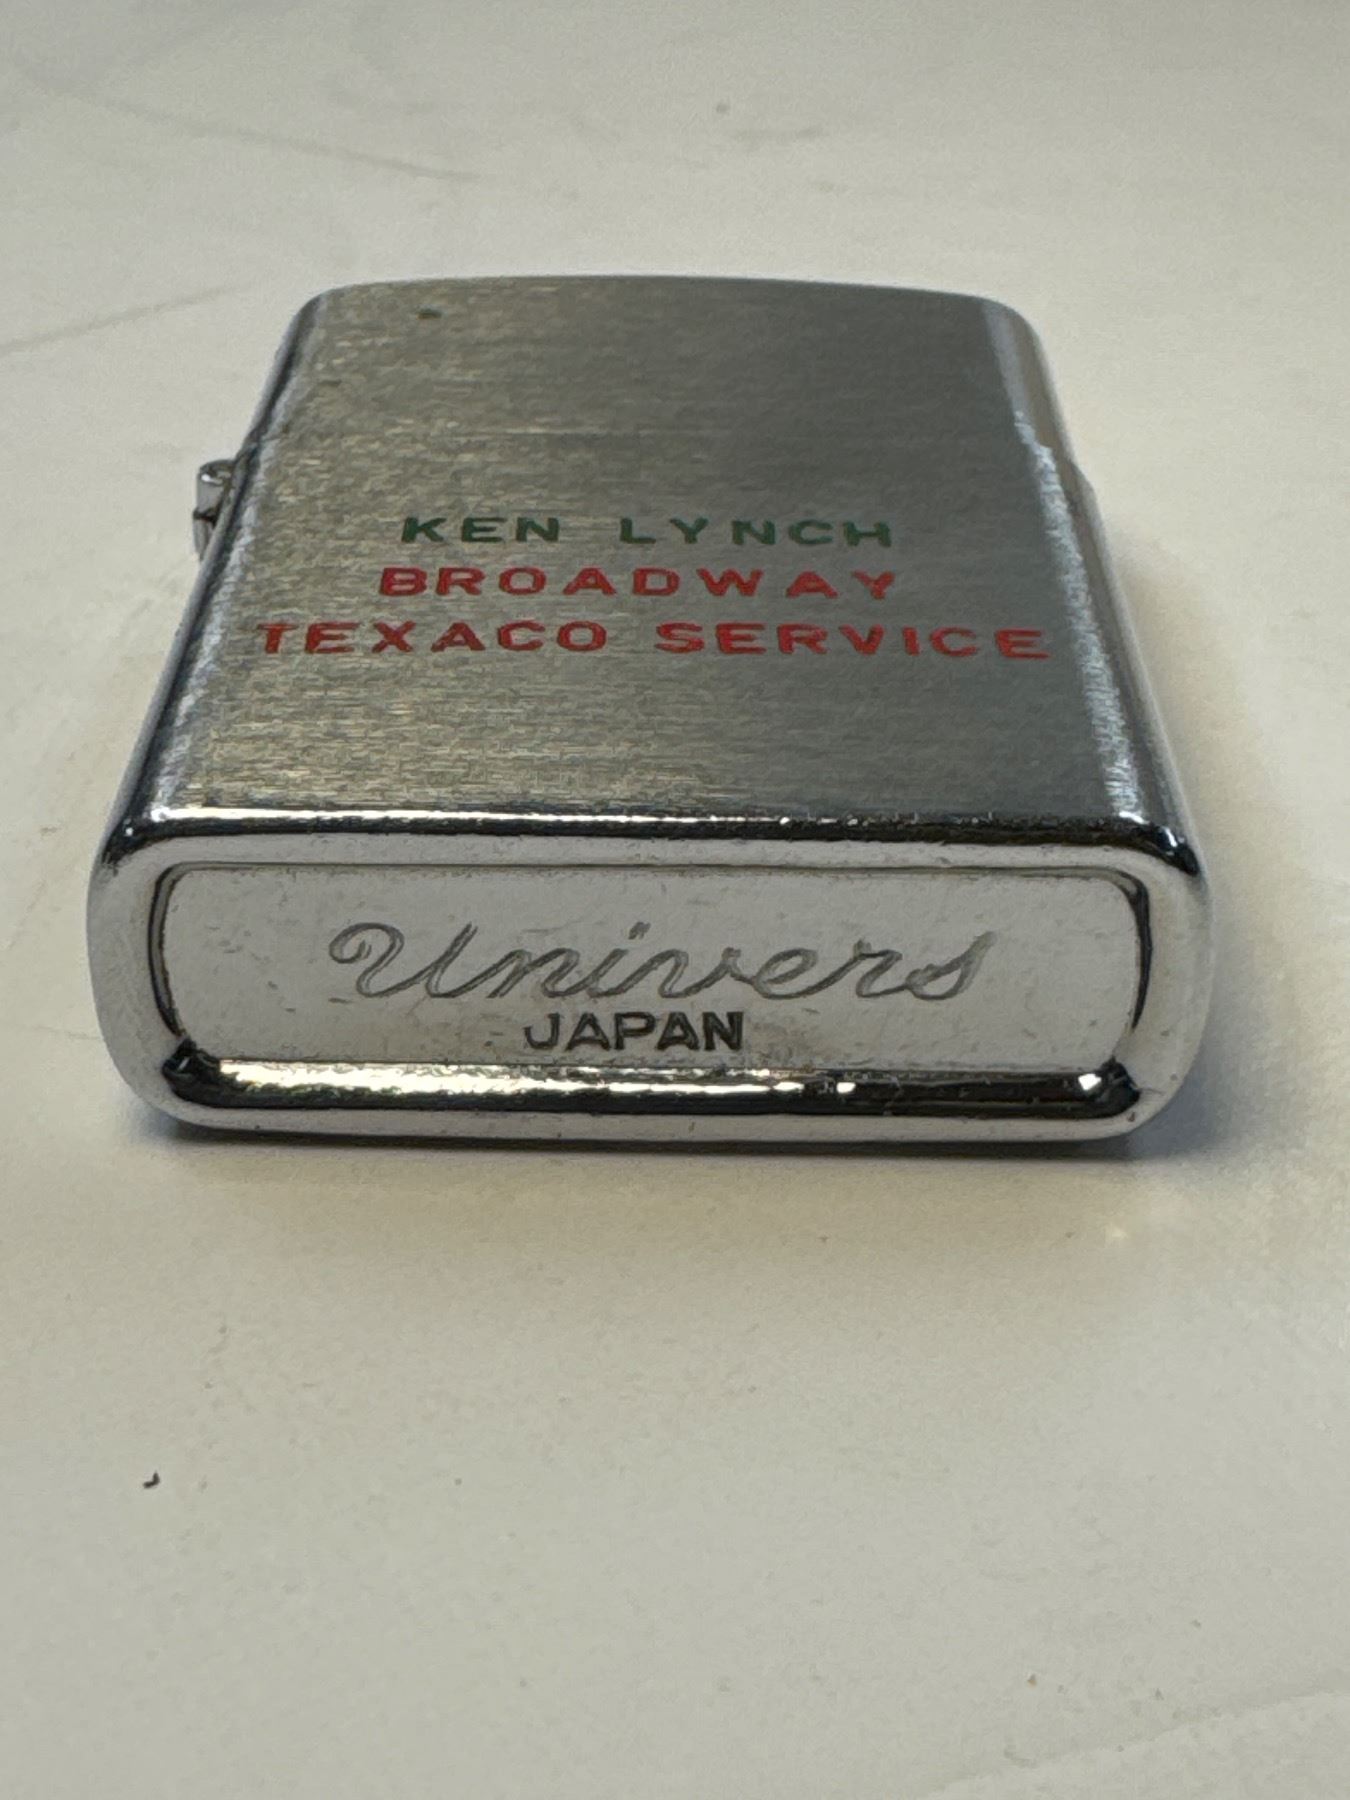 KEN LYNCH
BROADWAY
TEXACO SERVICE
Univers
JAPAN